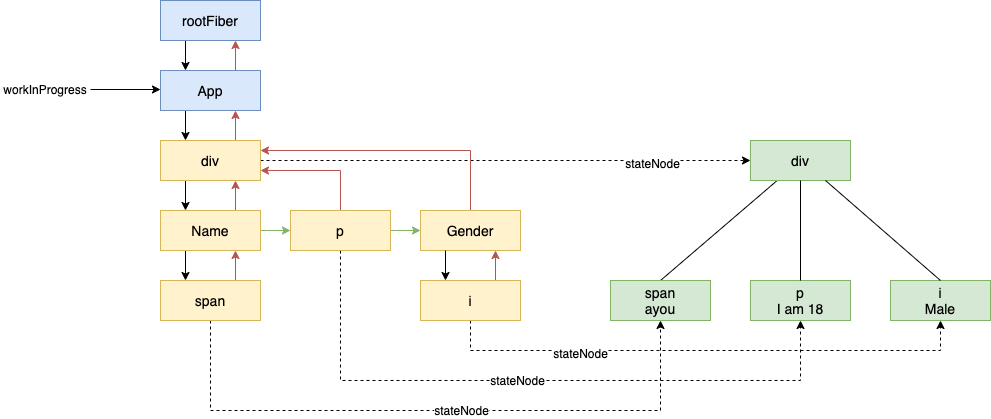 rootFiber
workInProgress
App
div
stateNode
div
Name
p
Gender
span
i
span
ayou
p
I am 18
i
Male
stateNode
stateNode
stateNode